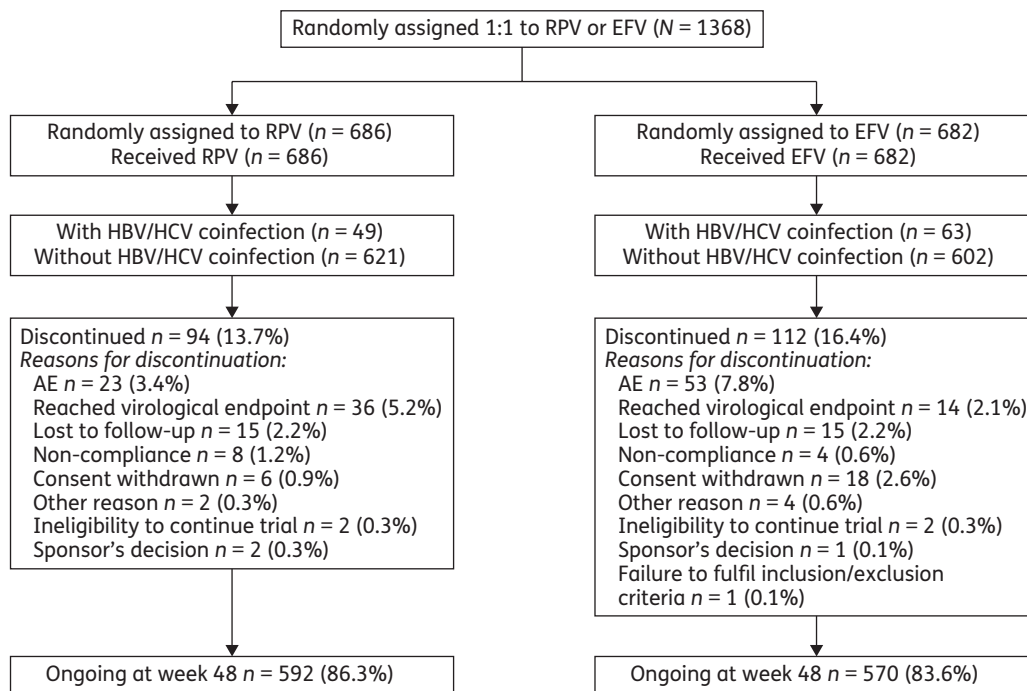 Randomly assigned 1:1 to RPV or EFV (N = 1368)
Randomly assigned to RPV (n = 686)
Received RPV (n = 686)
Randomly assigned to EFV (n = 682)
Received EFV (n = 682)
With HBV/HCV coinfection (n = 49)
Without HBV/HCV coinfection (n = 621)
With HBV/HCV coinfection (n = 63)
Without HBV/HCV coinfection (n = 602)
Discontinued n = 94 (13.7%)
Reasons for discontinuation:
AE n = 23 (3.4%)
Reached virological endpoint n = 36 (5.2%)
Lost to follow-up n = 15 (2.2%)
Non-compliance n = 8 (1.2%)
Consent withdrawn n = 6 (0.9%)
Other reason n = 2 (0.3%)
Ineligibility to continue trial n = 2 (0.3%)
Sponsor's decision n = 2 (0.3%)
Discontinued n = 112 (16.4%)
Reasons for discontinuation:
AE n = 53 (7.8%)
Reached virological endpoint n = 14 (2.1%)
Lost to follow-up n = 15 (2.2%)
Non-compliance n = 4 (0.6%)
Consent withdrawn n = 18 (2.6%)
Other reason n = 4 (0.6%)
Ineligibility to continue trial n = 2 (0.3%)
Sponsor's decision n = 1 (0.1%)
Failure to fulfil inclusion/exclusion
criteria n = 1 (0.1%)
Ongoing at week 48 n = 592 (86.3%)
Ongoing at week 48 n = 570 (83.6%)